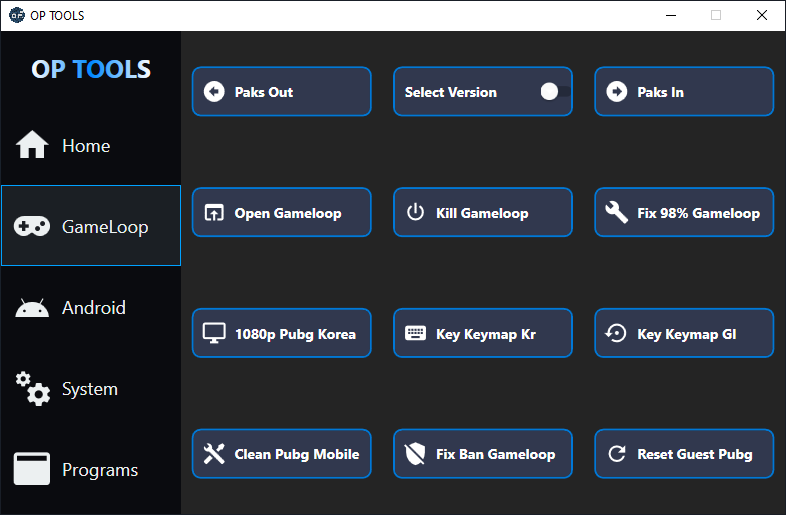 OP TOOLS
OP TOOLS
Home
GameLoop
Android
System
Programs
Paks Out
Select Version
Paks In
Open Gameloop
Kill Gameloop
Fix 98% Gameloop
1080p Pubg Korea
Key Keymap Kr
Key Keymap Gl
Clean Pubg Mobile
Fix Ban Gameloop
Reset Guest Pubg